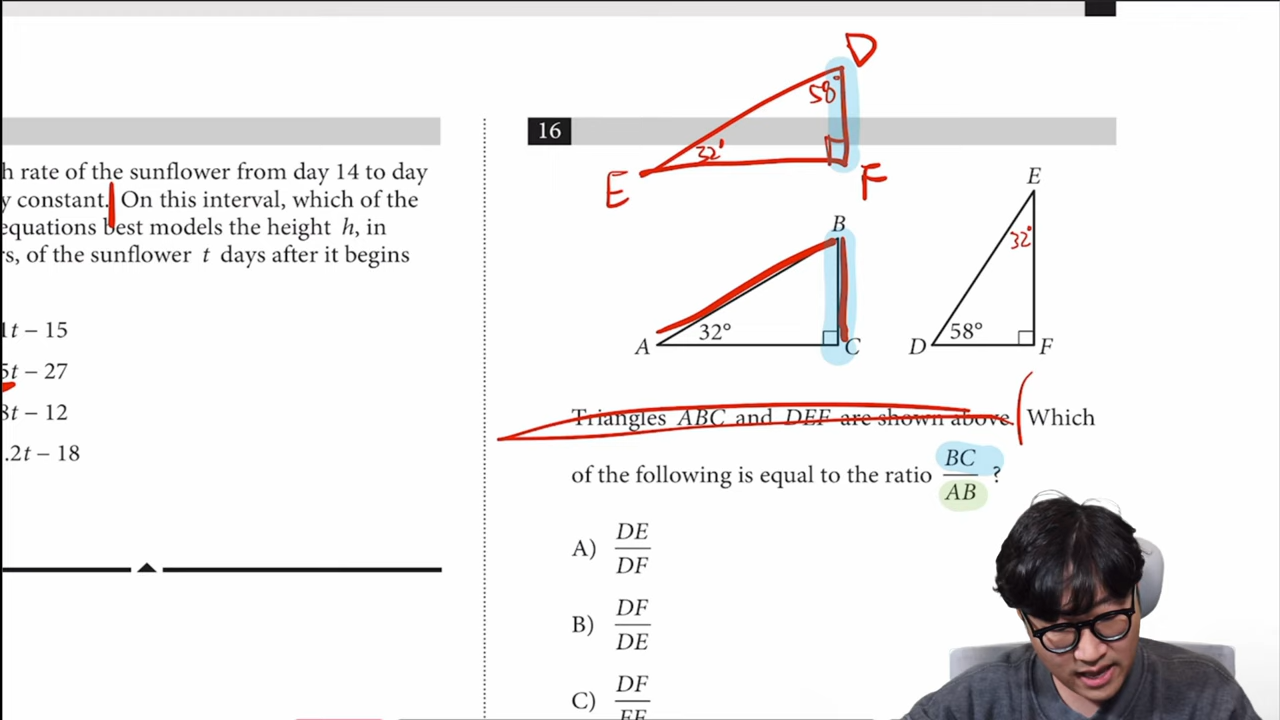 h rate of the sunflower from day 14 to day
y constant. On this interval, which of the
equations best models the height h, in
rs, of the sunflower t days after it begins
1t – 15
5t – 27
8t – 12
.2t – 18
16
D
58°
32°
E
F
B
32°
A
C
E
32°
58°
D
F
Triangles ABC and DEF are shown above. Which
of the following is equal to the ratio BC/AB ?
A) DE/DF
B) DF/DE
C) DF/EF